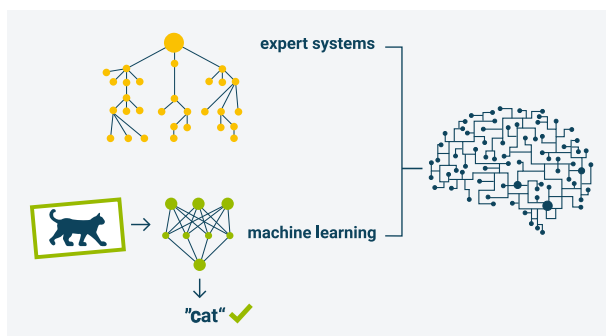 expert systems
machine learning
"cat“